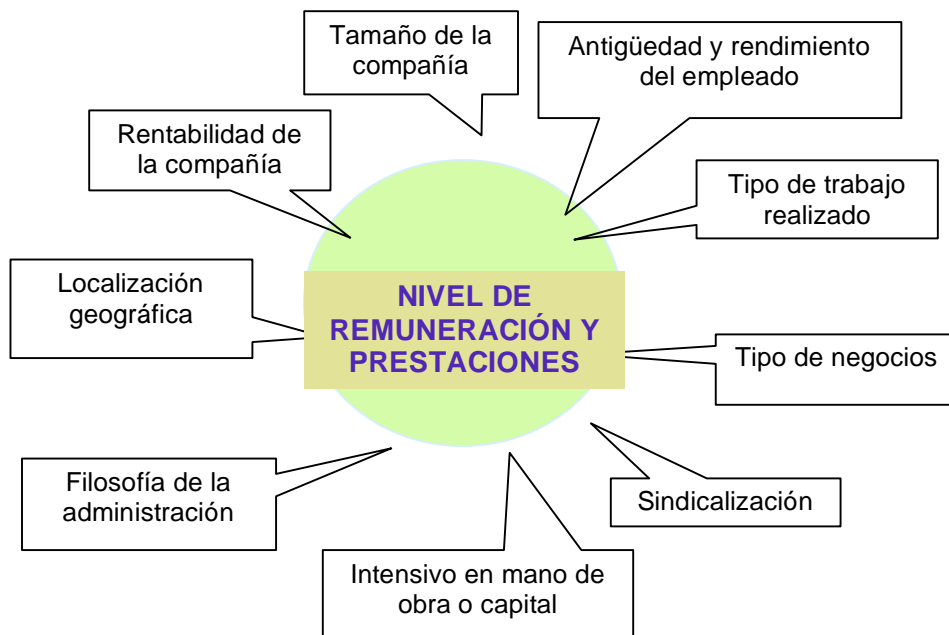 Tamaño de la
compañía
Antigüedad y rendimiento
del empleado
Rentabilidad de
la compañía
Tipo de trabajo
realizado
Localización
geográfica
NIVEL DE
REMUNERACIÓN Y
PRESTACIONES
Tipo de negocios
Filosofía de la
administración
Sindicalización
Intensivo en mano de
obra o capital